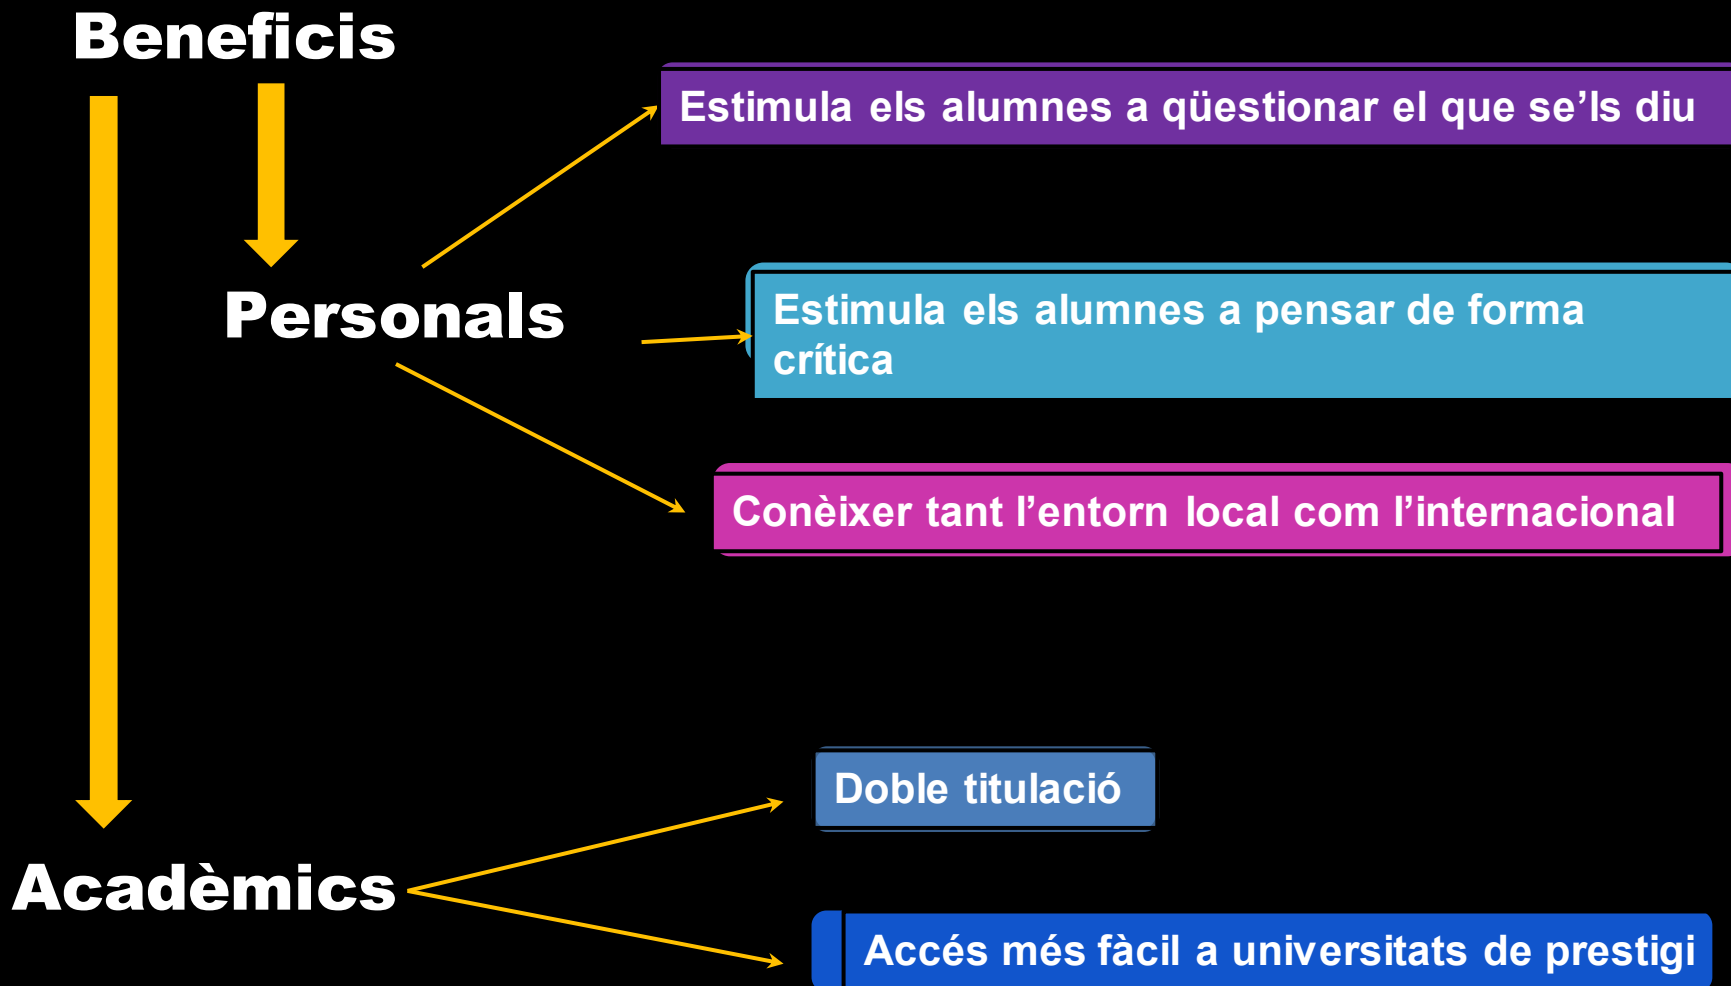 Beneficis
Estimula els alumnes a qüestionar el que se’ls diu
Personals
Estimula els alumnes a pensar de forma
crítica
Conèixer tant l’entorn local com l’internacional
Doble titulació
Acadèmics
Accés més fàcil a universitats de prestigi